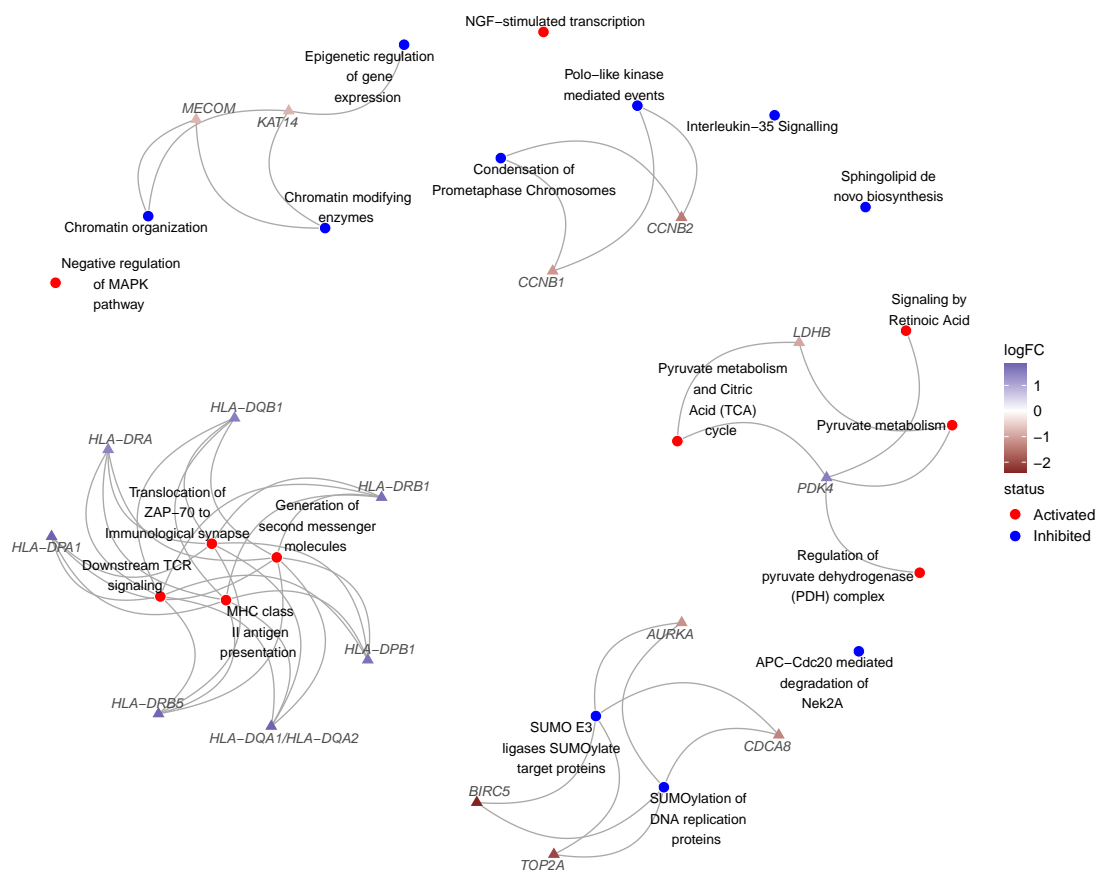 NGF−stimulated transcription
Epigenetic regulation
of gene
expression
MECOM
KAT14
Polo−like kinase
mediated events
Interleukin−35 Signalling
Condensation of
Prometaphase Chromosomes
Sphingolipid de
novo biosynthesis
Chromatin modifying
enzymes
Chromatin organization
CCNB2
CCNB1
Negative regulation
of MAPK
pathway
Signaling by
Retinoic Acid
LDHB
Pyruvate metabolism
and Citric
Acid (TCA)
cycle
Pyruvate metabolism
PDK4
Regulation of
pyruvate dehydrogenase
(PDH) complex
logFC
1
0
−1
−2
status
Activated
Inhibited
HLA−DQB1
HLA−DRA
HLA−DRB1
Translocation of
ZAP−70 to
Immunological synapse
Generation of
second messenger
molecules
HLA−DPA1
Downstream TCR
signaling
MHC class
II antigen
presentation
HLA−DPB1
HLA−DRB5
HLA−DQA1/HLA−DQA2
AURKA
APC−Cdc20 mediated
degradation of
Nek2A
SUMO E3
ligases SUMOylate
target proteins
CDCA8
BIRC5
SUMOylation of
DNA replication
proteins
TOP2A